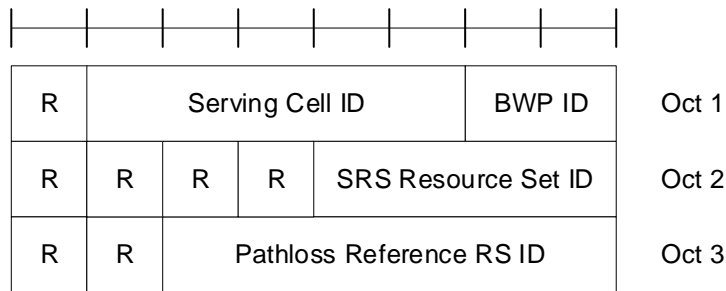 R Serving Cell ID BWP ID Oct 1
R R R R SRS Resource Set ID Oct 2
R R Pathloss Reference RS ID Oct 3